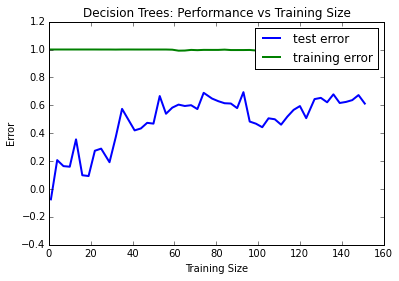 Decision Trees: Performance vs Training Size
1.2
1.0
0.8
0.6
0.4
0.2
0.0
−0.2
−0.4
Error
test error
training error
0 20 40 60 80 100 120 140 160
Training Size